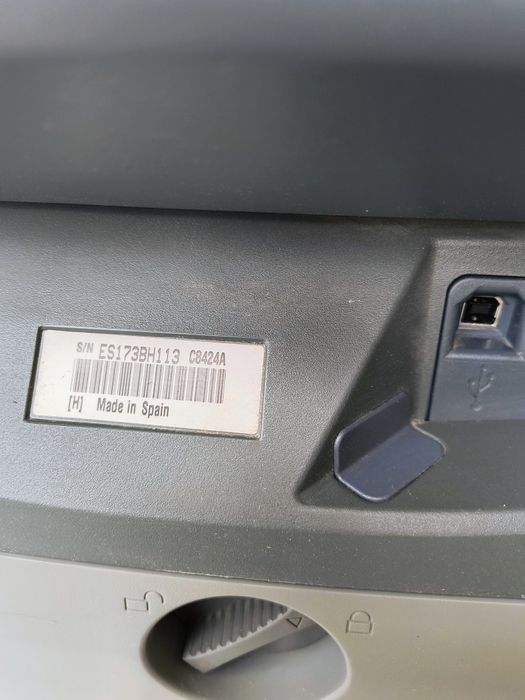 S/N ES173BH113 C8424A
[H] Made in Spain